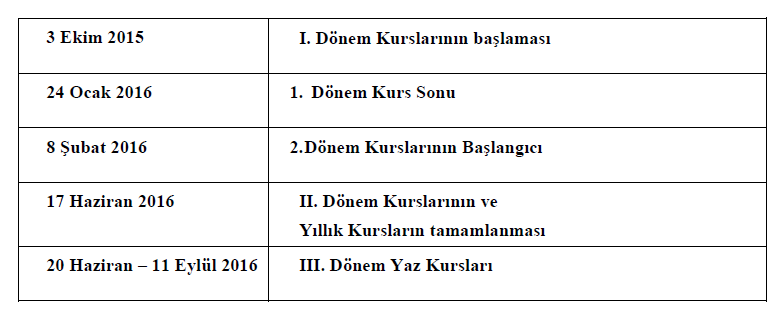 3 Ekim 2015 I. Dönem Kurslarının başlaması
24 Ocak 2016 1. Dönem Kurs Sonu
8 Şubat 2016 2.Dönem Kurslarının Başlangıcı
17 Haziran 2016 II. Dönem Kurslarının ve
Yıllık Kursların tamamlanması
20 Haziran – 11 Eylül 2016 III. Dönem Yaz Kursları